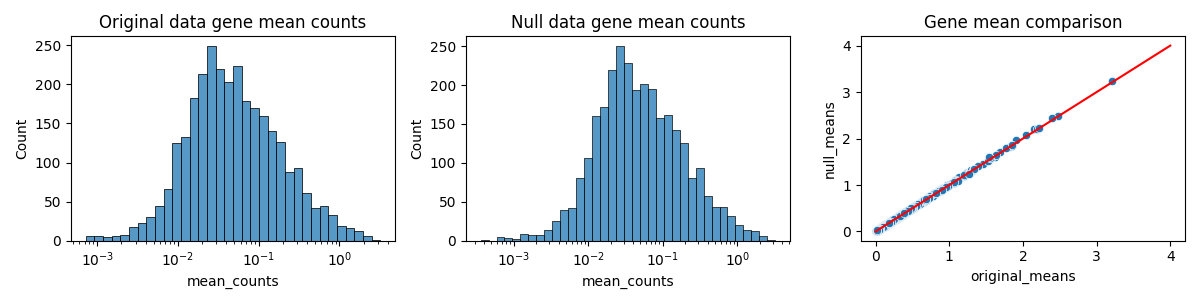 Original data gene mean counts
250
200
150
100
50
0
Count
10⁻³ 10⁻² 10⁻¹ 10⁰
mean_counts
Null data gene mean counts
250
200
150
100
50
0
Count
10⁻³ 10⁻² 10⁻¹ 10⁰
mean_counts
Gene mean comparison
4
3
2
1
0
null_means
0 1 2 3 4
original_means